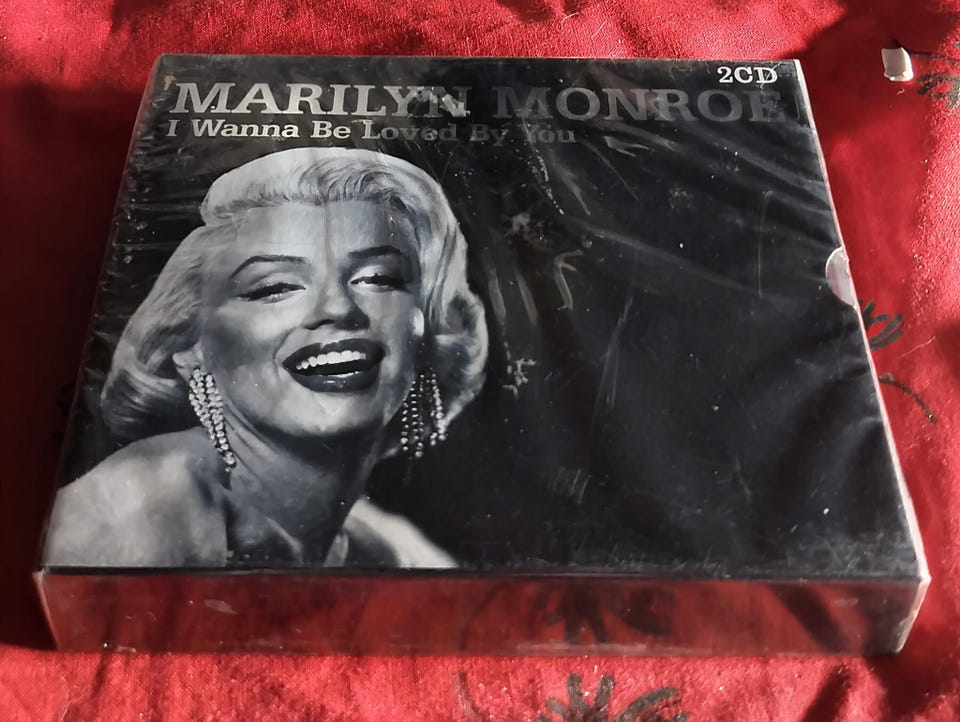 2CD
MARILYN MONROE
I Wanna Be Loved By You